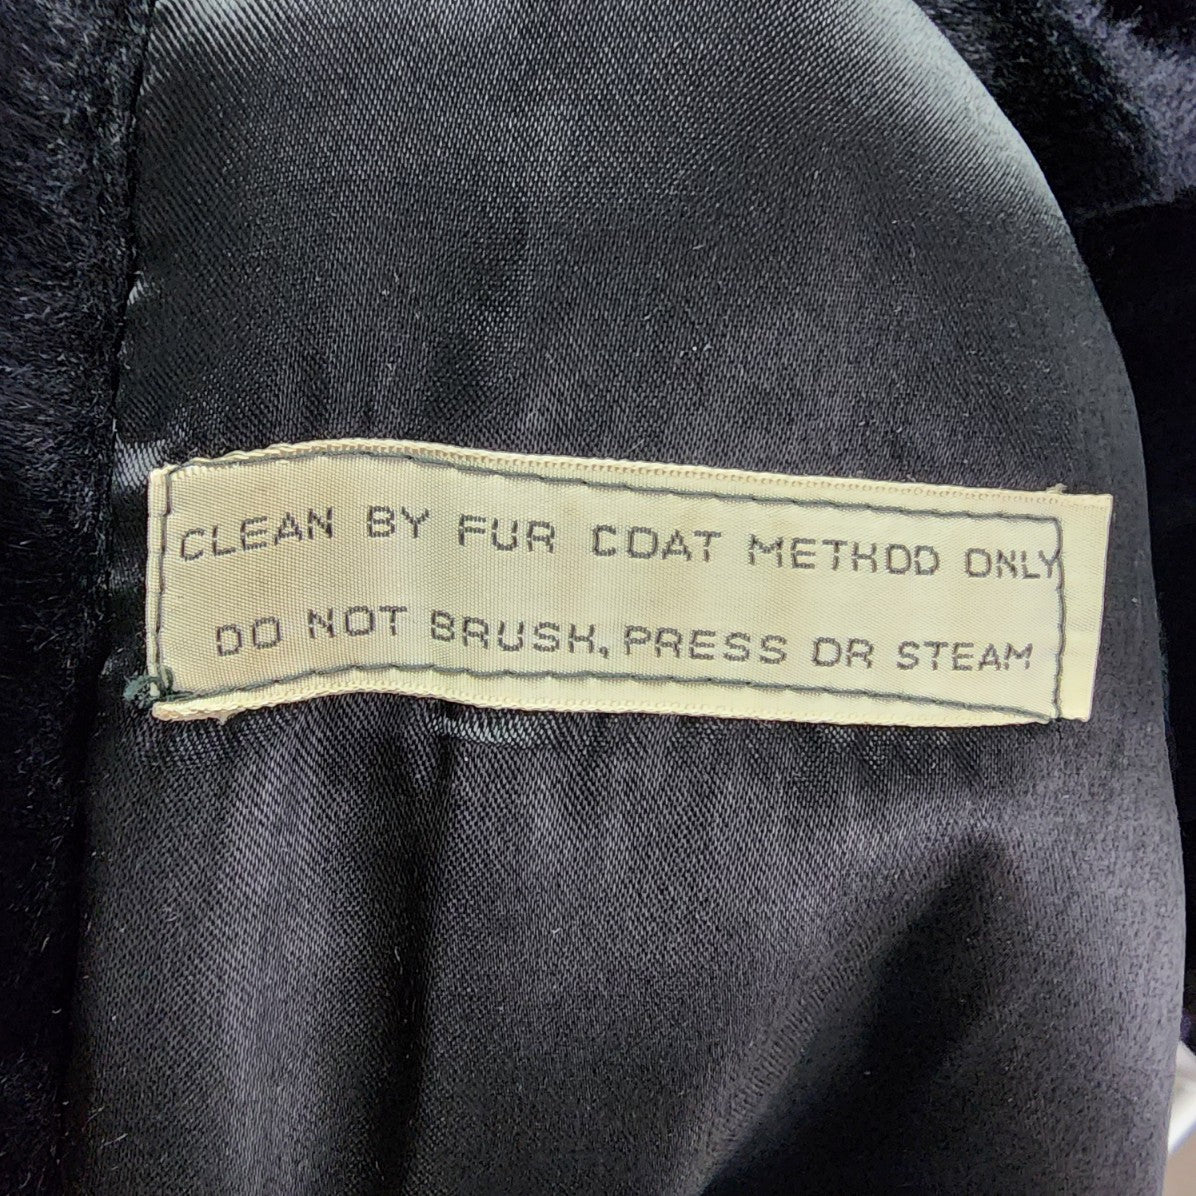 CLEAN BY FUR COAT METHOD ONLY
DO NOT BRUSH, PRESS OR STEAM